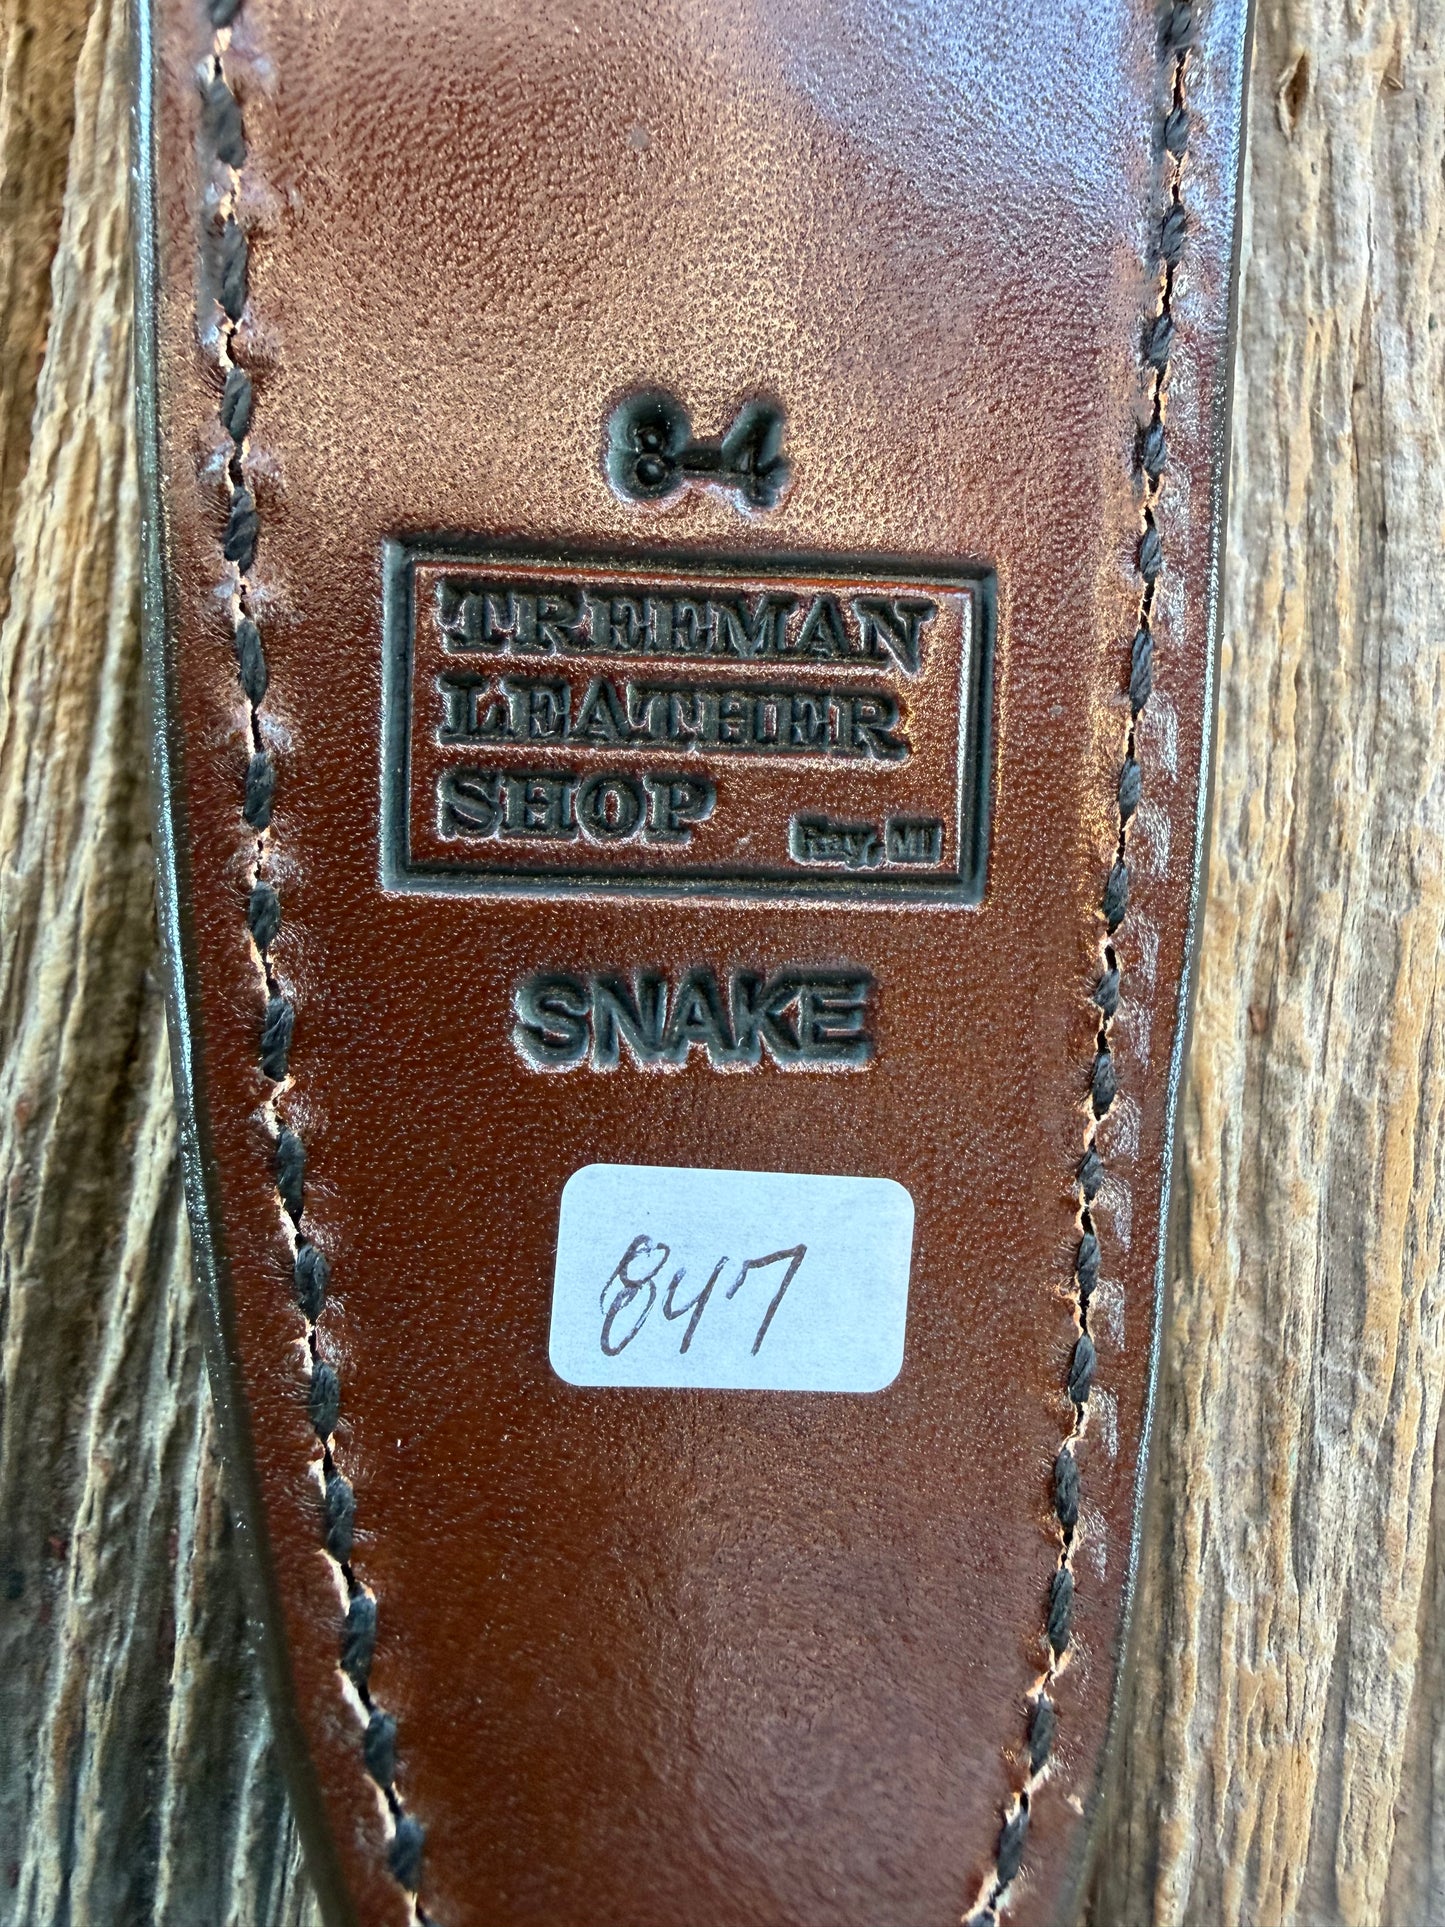 8-4
TREEMAN
LEATHER
SHOP Ray, MI
SNAKE
847